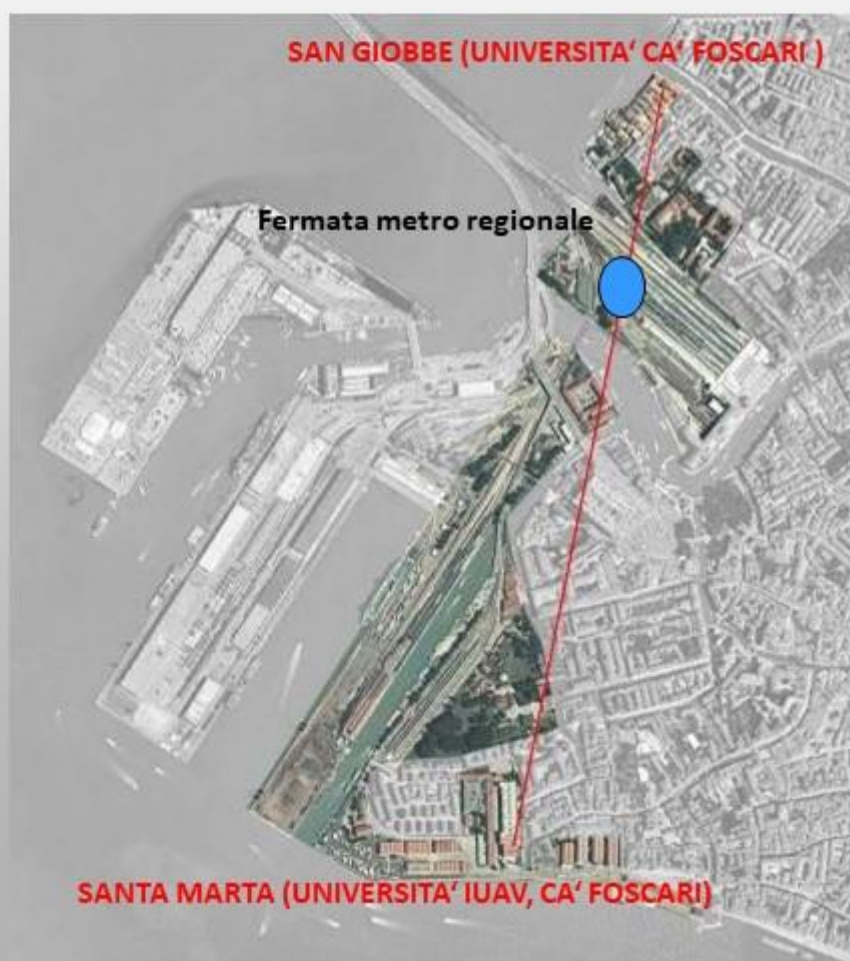 SAN GIOBBE (UNIVERSITA‘ CA‘ FOSCARI )
Fermata metro regionale
SANTA MARTA (UNIVERSITA‘ IUAV, CA‘ FOSCARI)